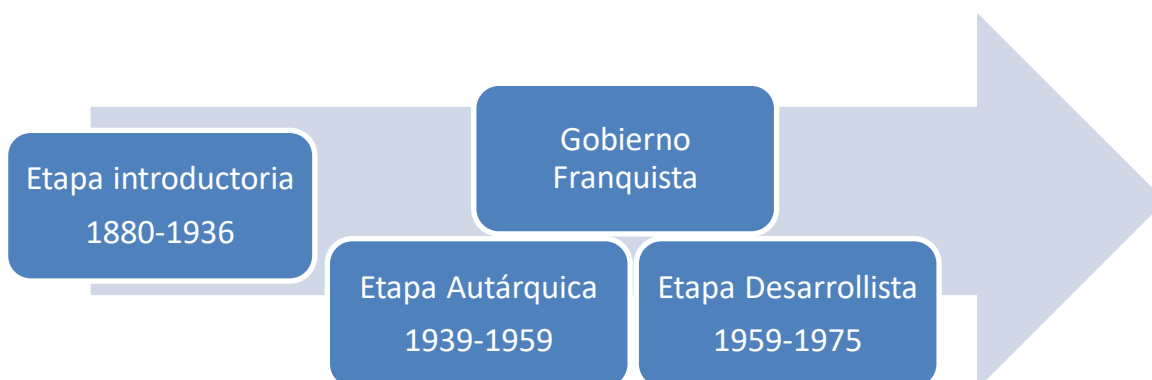 Etapa introductoria
1880-1936
Gobierno
Franquista
Etapa Autárquica
1939-1959
Etapa Desarrollista
1959-1975